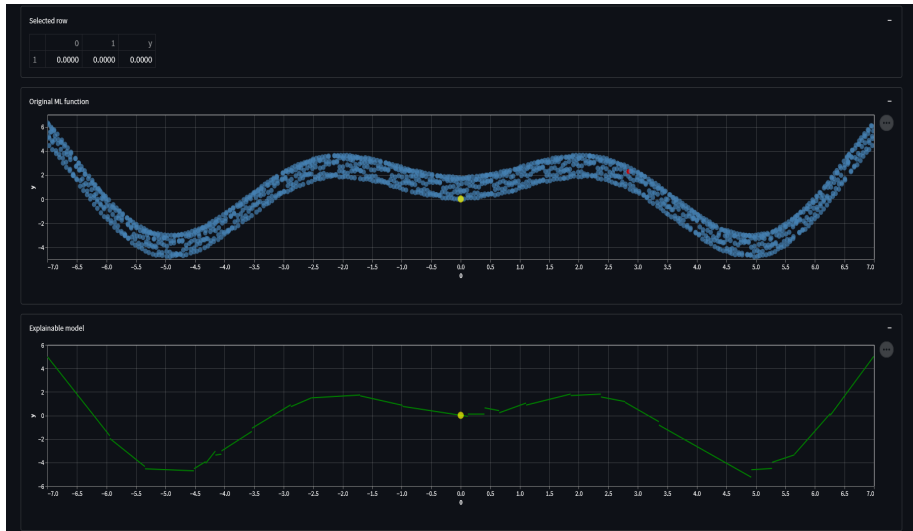 Selected row
–
0 1 y
1 0.0000 0.0000 0.0000
Original ML function
–
6
4
2
0
−2
−4
y
−7.0 −6.5 −6.0 −5.5 −5.0 −4.5 −4.0 −3.5 −3.0 −2.5 −2.0 −1.5 −1.0 −0.5 0.0 0.5 1.0 1.5 2.0 2.5 3.0 3.5 4.0 4.5 5.0 5.5 6.0 6.5 7.0
0
Explainable model
–
6
4
2
0
−2
−4
−6
y
−7.0 −6.5 −6.0 −5.5 −5.0 −4.5 −4.0 −3.5 −3.0 −2.5 −2.0 −1.5 −1.0 −0.5 0.0 0.5 1.0 1.5 2.0 2.5 3.0 3.5 4.0 4.5 5.0 5.5 6.0 6.5 7.0
0